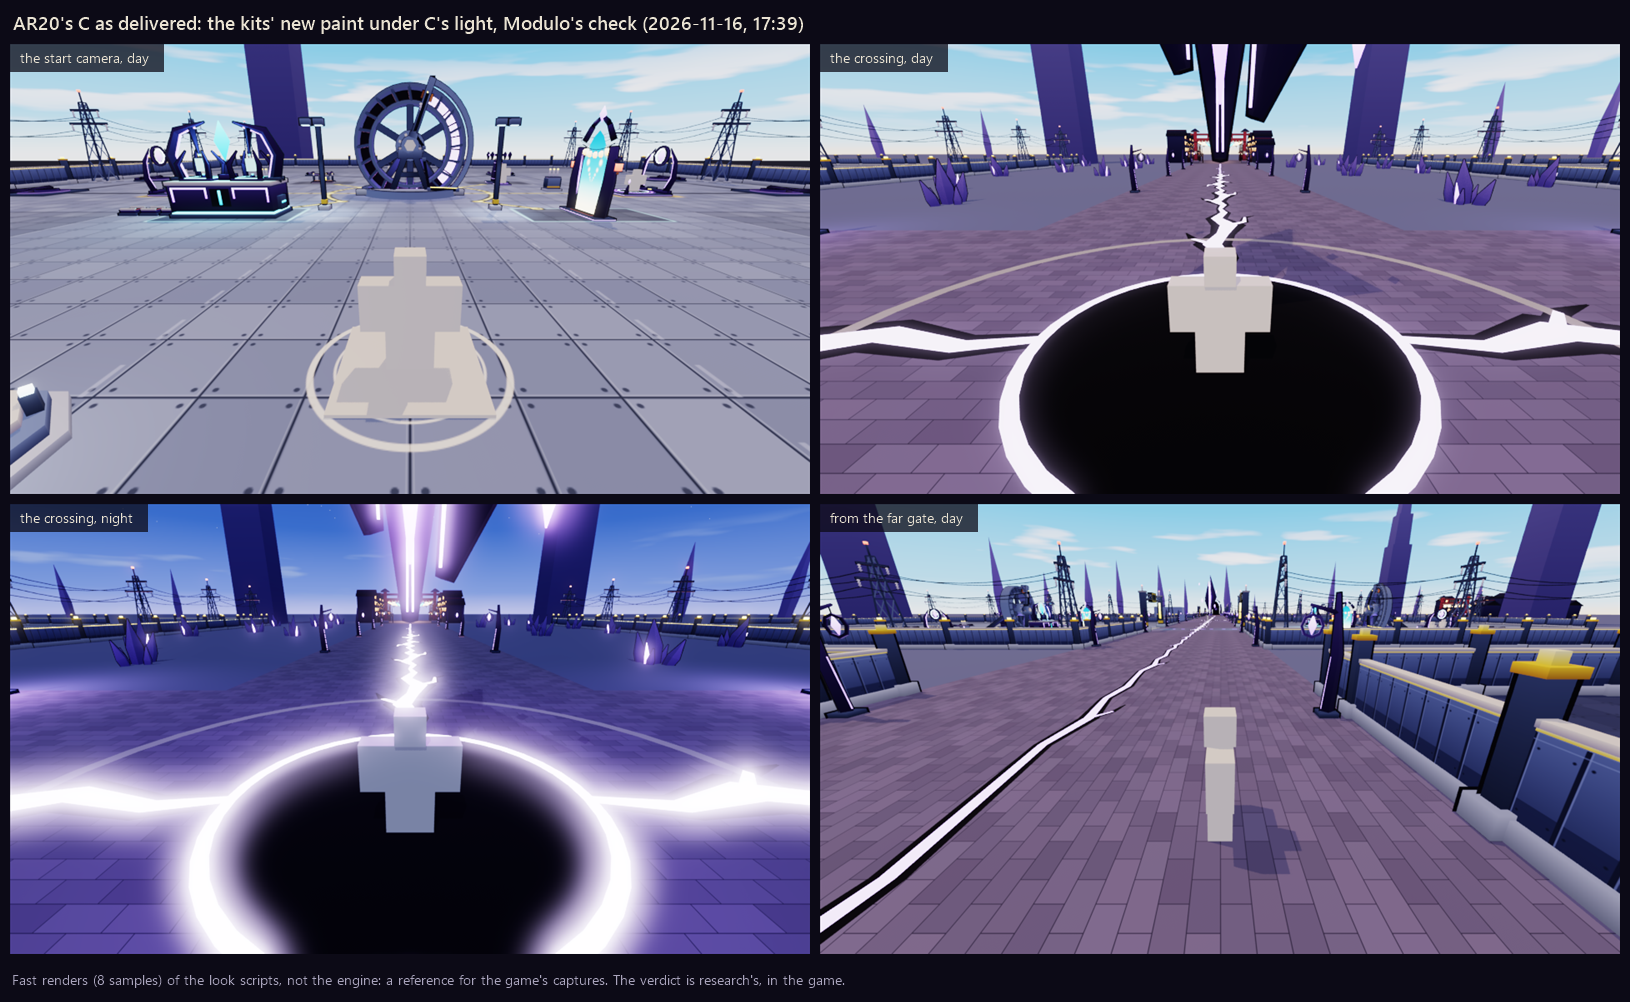 AR20's C as delivered: the kits' new paint under C's light, Modulo's check (2026-11-16, 17:39)
the start camera, day
the crossing, day
the crossing, night
from the far gate, day
Fast renders (8 samples) of the look scripts, not the engine: a reference for the game's captures. The verdict is research's, in the game.